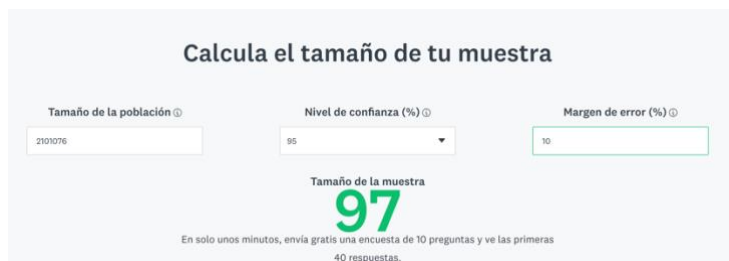 Calcula el tamaño de tu muestra
Tamaño de la población ⓘ
Nivel de confianza (%) ⓘ
Margen de error (%) ⓘ
2101076
95
10
Tamaño de la muestra
97
En solo unos minutos, envía gratis una encuesta de 10 preguntas y ve las primeras
40 respuestas.